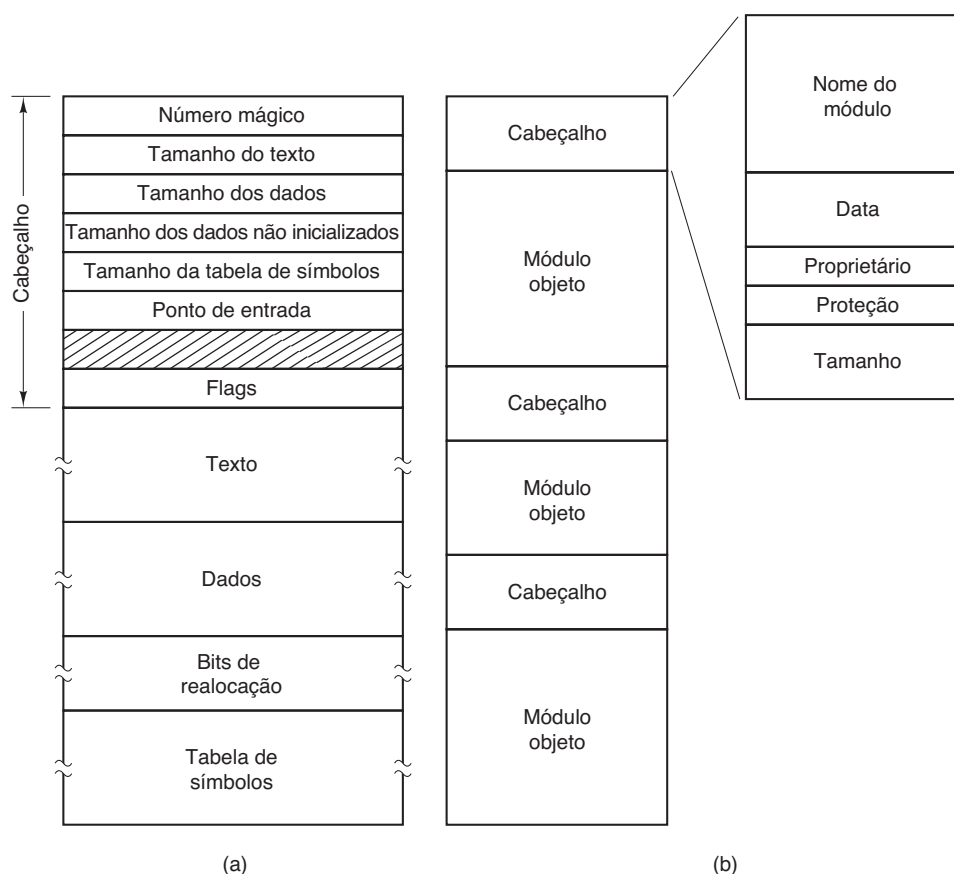 Cabeçalho
Número mágico
Tamanho do texto
Tamanho dos dados
Tamanho dos dados não inicializados
Tamanho da tabela de símbolos
Ponto de entrada
Flags
Texto
Dados
Bits de
realocação
Tabela de
símbolos
(a)
Cabeçalho
Módulo
objeto
Cabeçalho
Módulo
objeto
Cabeçalho
Módulo
objeto
Nome do
módulo
Data
Proprietário
Proteção
Tamanho
(b)